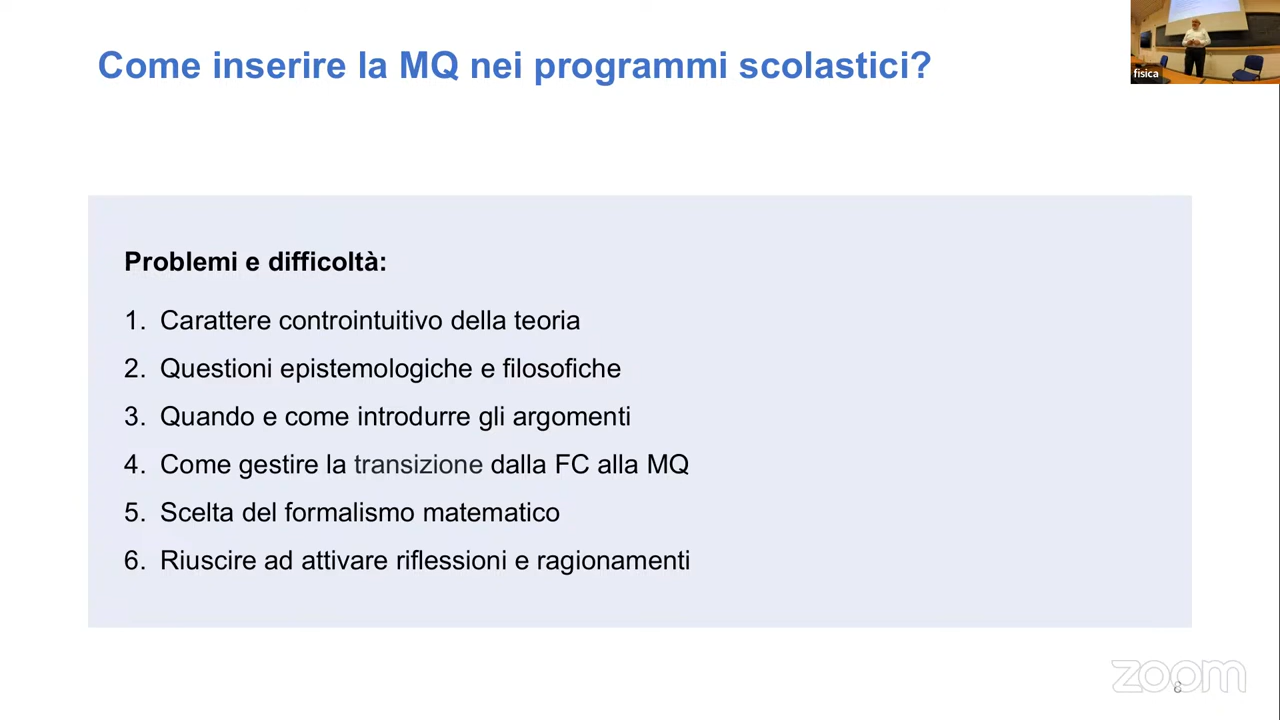 Come inserire la MQ nei programmi scolastici?
fisica
Problemi e difficoltà:
1. Carattere controintuitivo della teoria
2. Questioni epistemologiche e filosofiche
3. Quando e come introdurre gli argomenti
4. Come gestire la transizione dalla FC alla MQ
5. Scelta del formalismo matematico
6. Riuscire ad attivare riflessioni e ragionamenti
zoom
8